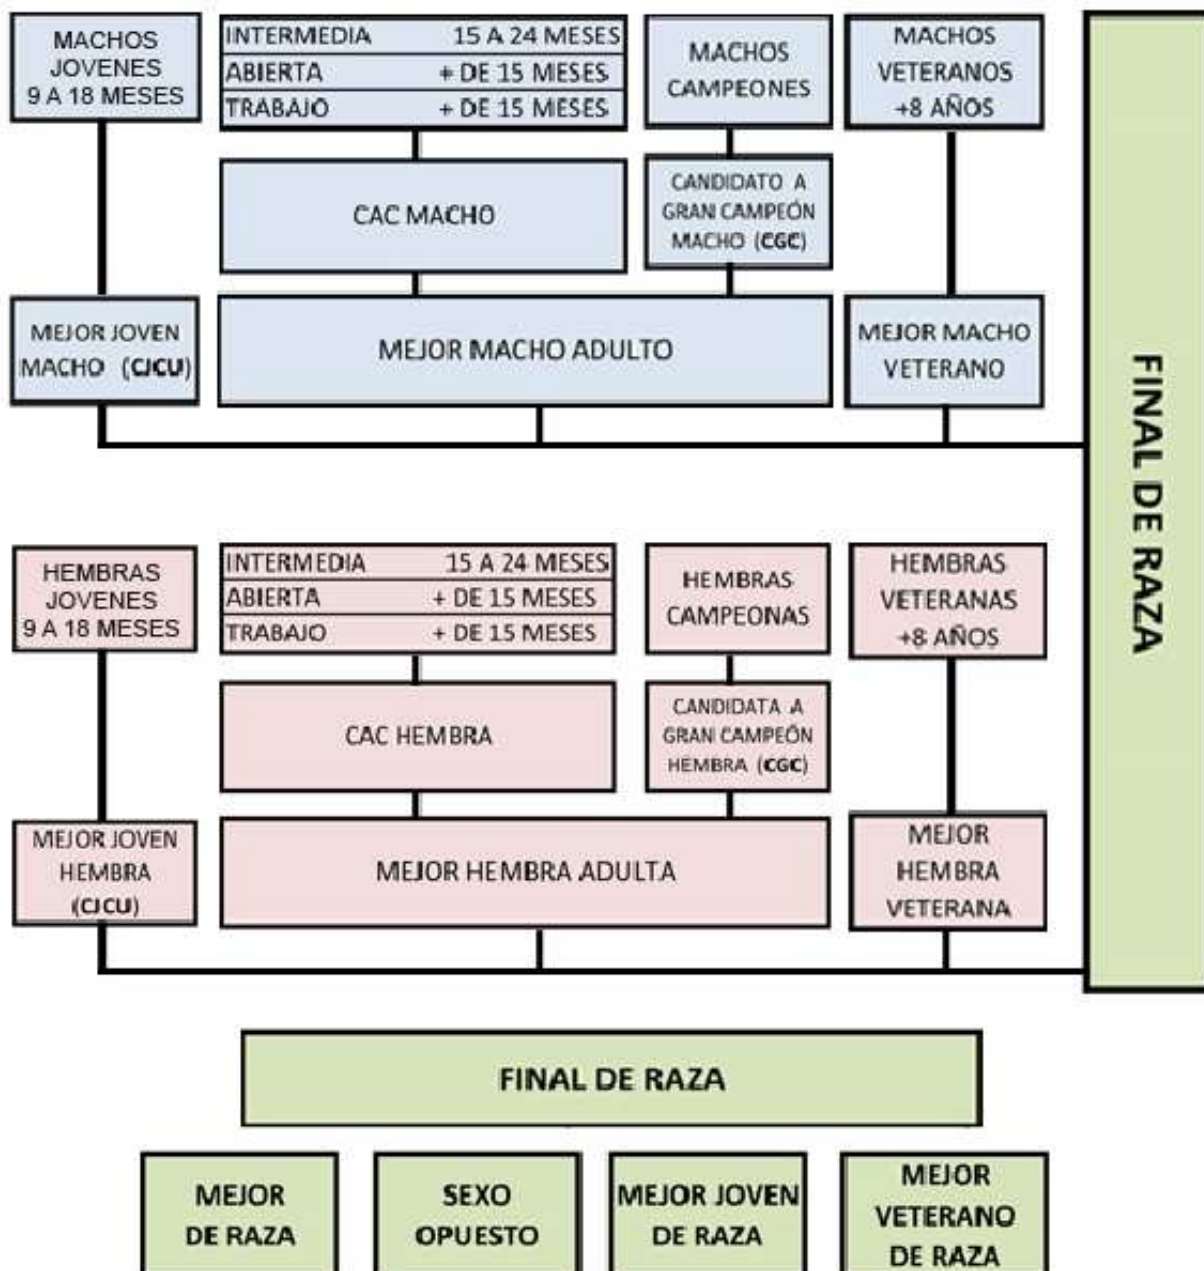 MACHOS
JOVENES
9 A 18 MESES
INTERMEDIA 15 A 24 MESES
ABIERTA + DE 15 MESES
TRABAJO + DE 15 MESES
MACHOS
CAMPEONES
MACHOS
VETERANOS
+8 AÑOS
CAC MACHO
CANDIDATO A
GRAN CAMPEÓN
MACHO (CGC)
MEJOR JOVEN
MACHO (CJCU)
MEJOR MACHO ADULTO
MEJOR MACHO
VETERANO
FINAL DE RAZA
HEMBRAS
JOVENES
9 A 18 MESES
INTERMEDIA 15 A 24 MESES
ABIERTA + DE 15 MESES
TRABAJO + DE 15 MESES
HEMBRAS
CAMPEONAS
HEMBRAS
VETERANAS
+8 AÑOS
CAC HEMBRA
CANDIDATA A
GRAN CAMPEÓN
HEMBRA (CGC)
MEJOR JOVEN
HEMBRA
(CJCU)
MEJOR HEMBRA ADULTA
MEJOR
HEMBRA
VETERANA
FINAL DE RAZA
MEJOR
DE RAZA
SEXO
OPUESTO
MEJOR JOVEN
DE RAZA
MEJOR
VETERANO
DE RAZA